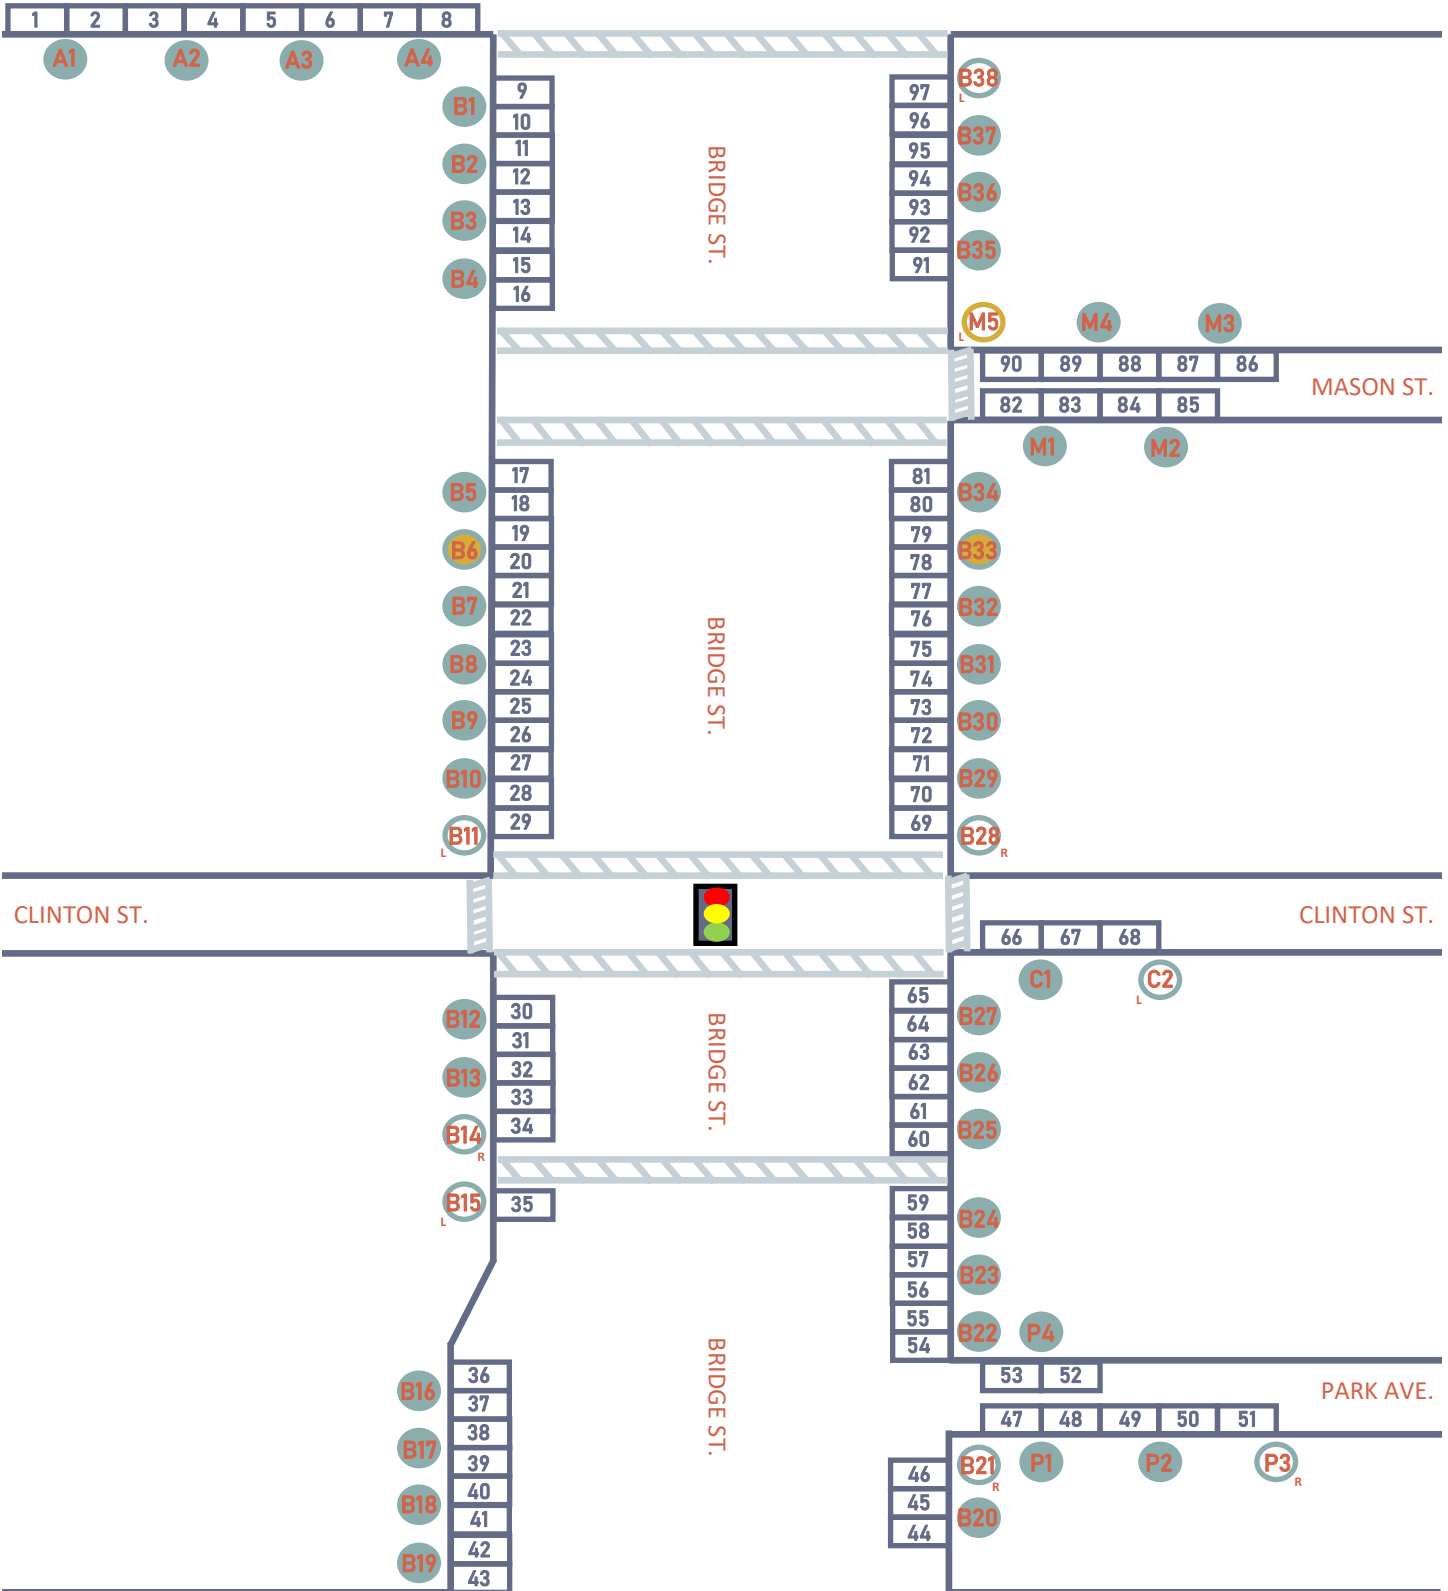 1 2 3 4 5 6 7 8
A1 A2 A3 A4
B1 9 97 B38 L
10 96 B37
B2 11 95
12 94 B36
B3 13 93
14 92 B35
B4 15 91
16
BRIDGE ST.
M5 L M4 M3
90 89 88 87 86
MASON ST.
82 83 84 85
M1 M2
17 81
B5 18 80 B34
19 79
B6 20 78 B33
21 77
B7 22 76 B32
23 75
B8 24 74 B31
25 73
B9 26 72 B30
27 71
B10 28 70 B29
29 69
B11 L B28 R
BRIDGE ST.
CLINTON ST. CLINTON ST.
66 67 68
C1 C2 L
65
B12 30 64 B27
31 63
B13 32 62 B26
33 61
B14 R 34 60 B25
BRIDGE ST.
B15 L 35 59 B24
58
57 B23
56
55 B22 P4
54
53 52
PARK AVE.
36
B16 37
38
B17 39
40
B18 41
42
B19 43
BRIDGE ST.
47 48 49 50 51
46 B21 R P1 P2 P3 R
45 B20
44